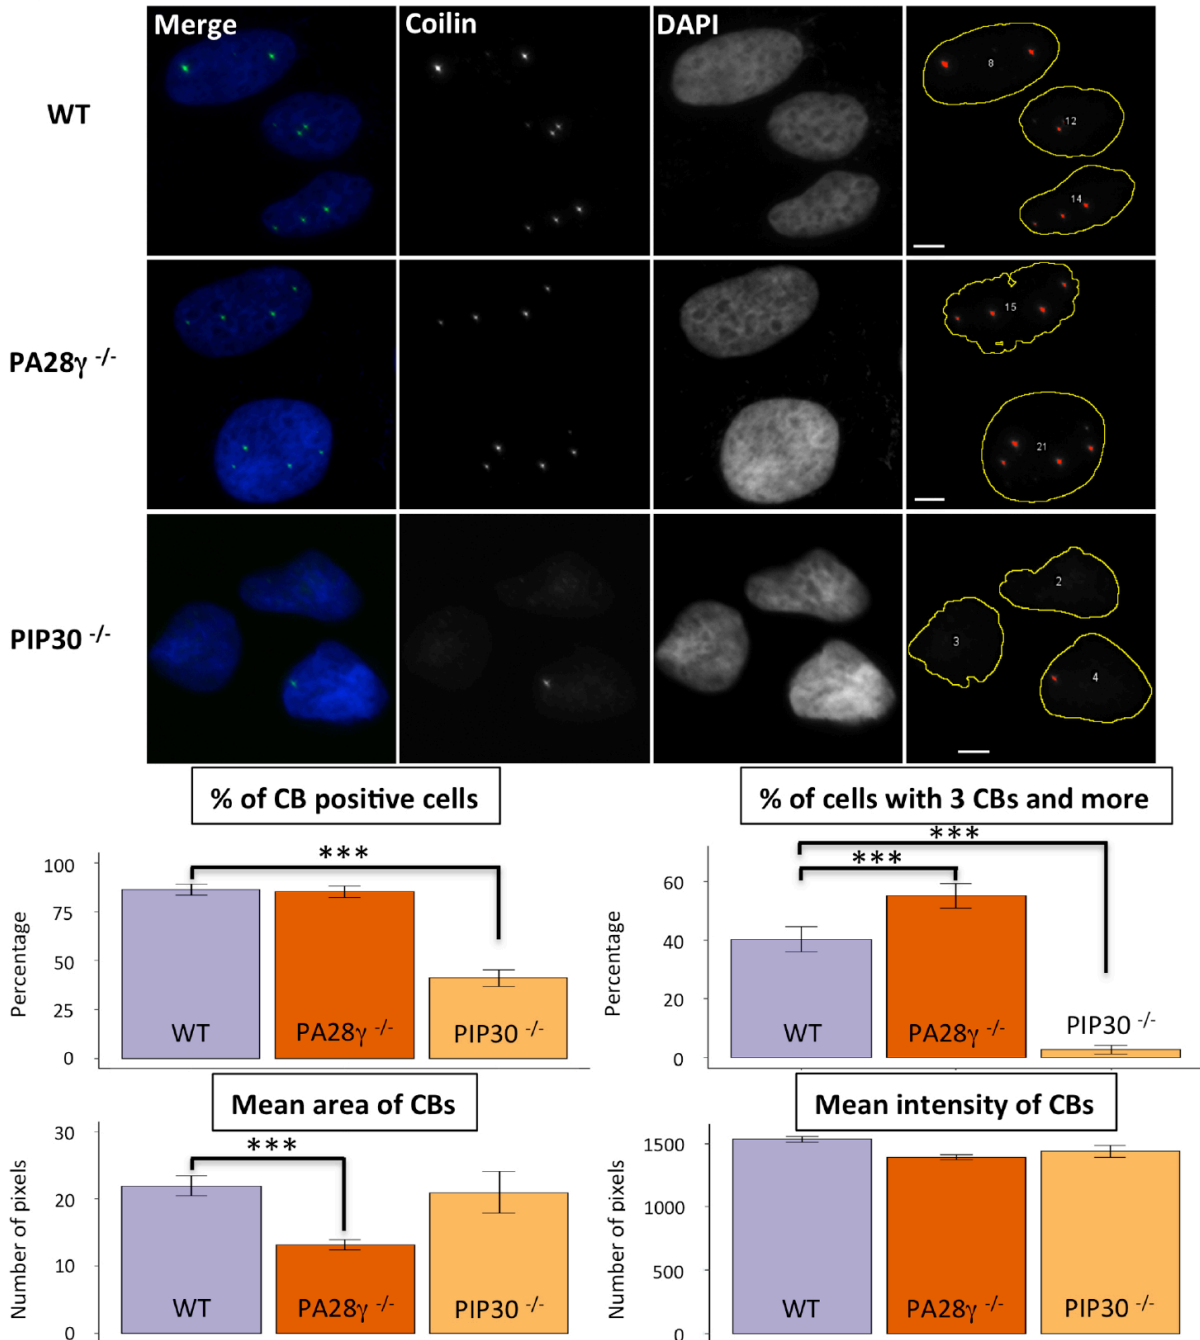 Merge Coilin DAPI
WT
8
12
14
PA28γ -/-
15
21
PIP30 -/-
2
3
4
% of CB positive cells
***
100
75
50
25
0
Percentage
WT PA28γ -/- PIP30 -/-
% of cells with 3 CBs and more
***
***
60
40
20
0
Percentage
WT PA28γ -/- PIP30 -/-
Mean area of CBs
***
30
20
10
0
Number of pixels
WT PA28γ -/- PIP30 -/-
Mean intensity of CBs
1500
1000
500
0
Number of pixels
WT PA28γ -/- PIP30 -/-